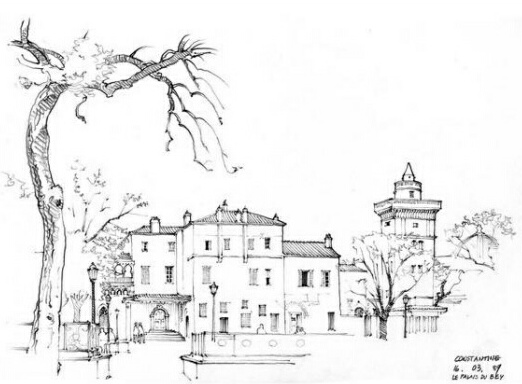 CONSTANTINE
16. 03. 89
LE PALAIS DU BEY